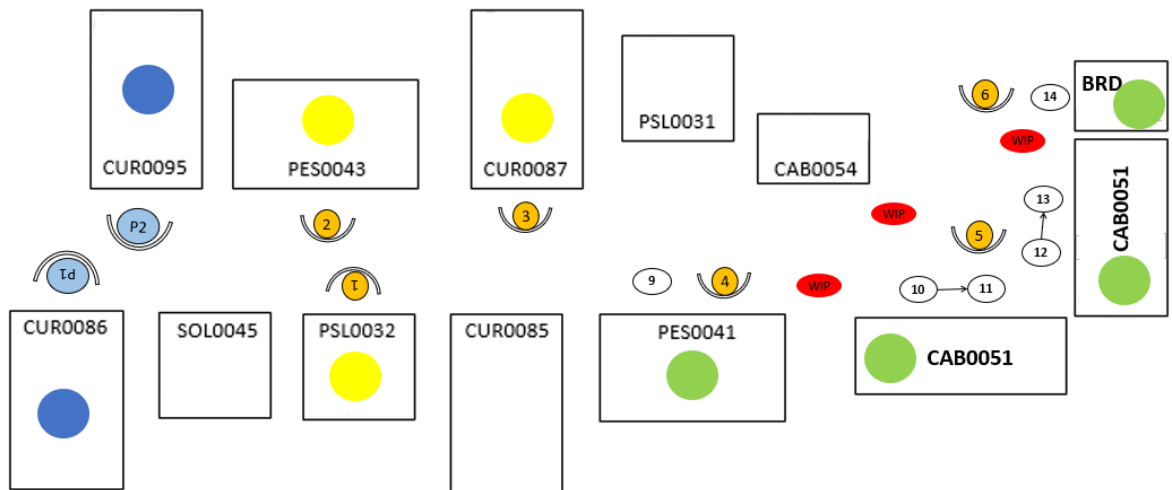 CUR0095
PES0043
CUR0087
PSL0031
CAB0054
BRD
6
14
WIP
CAB0051
13
12
5
WIP
P2
2
3
P1
1
9
4
WIP
10
11
CUR0086
SOL0045
PSL0032
CUR0085
PES0041
CAB0051